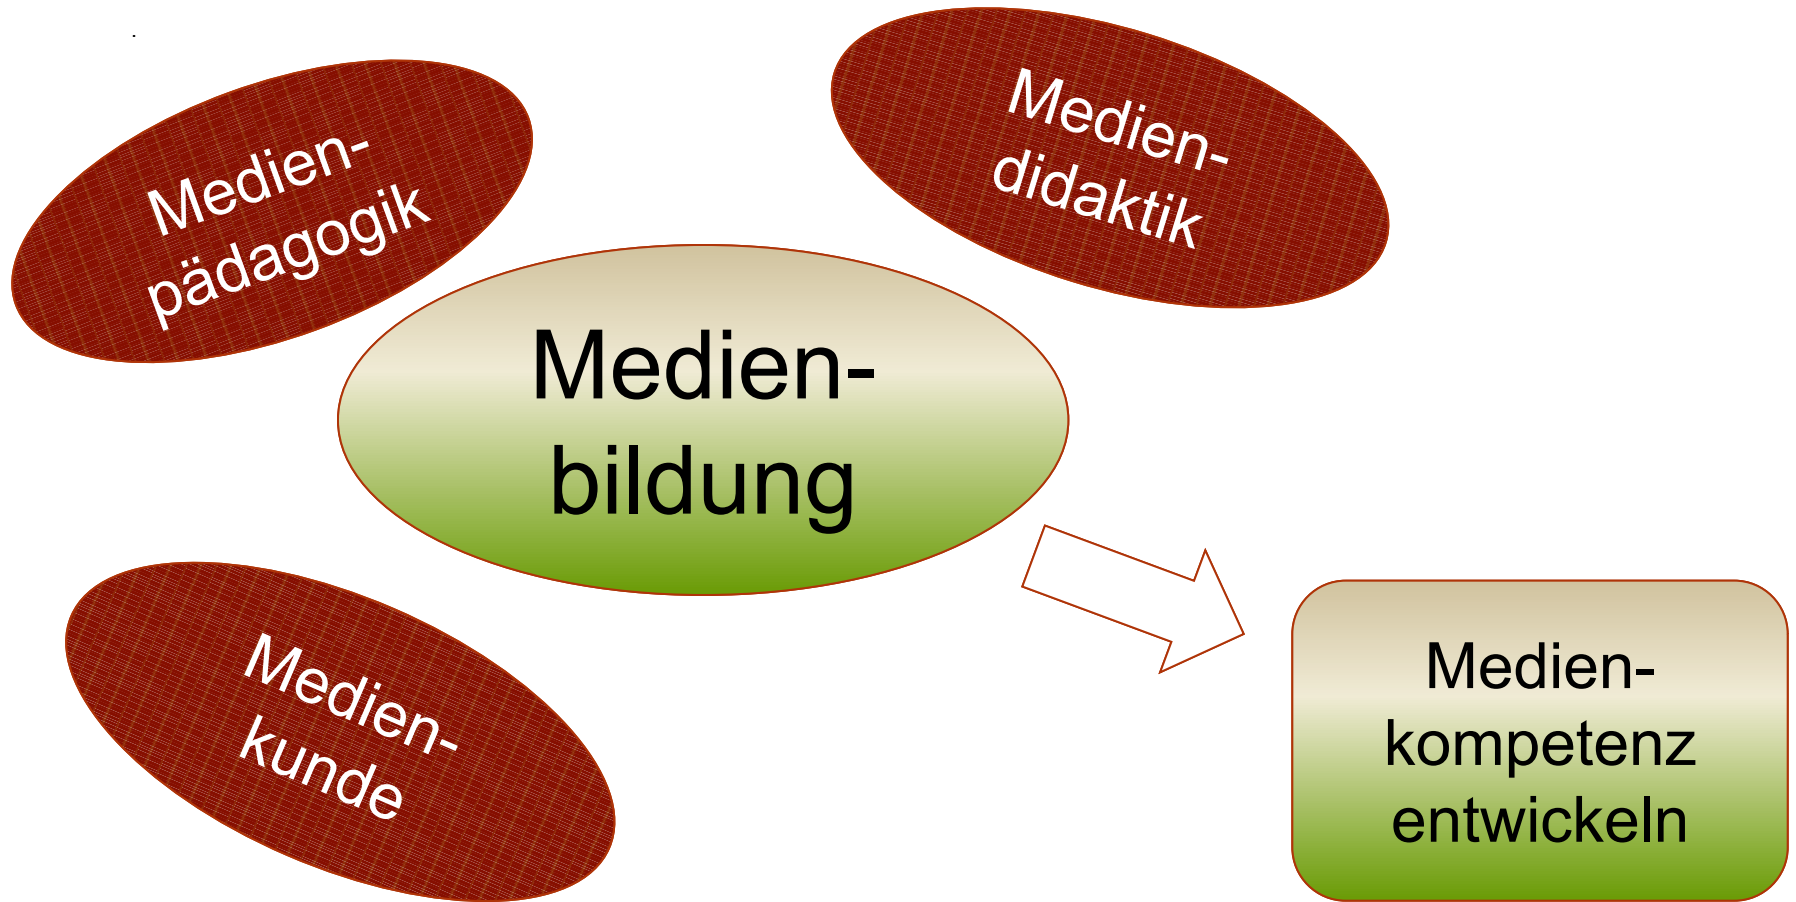 Medien-
pädagogik
Medien-
didaktik
Medien-
bildung
Medien-
kunde
Medien-
kompetenz
entwickeln